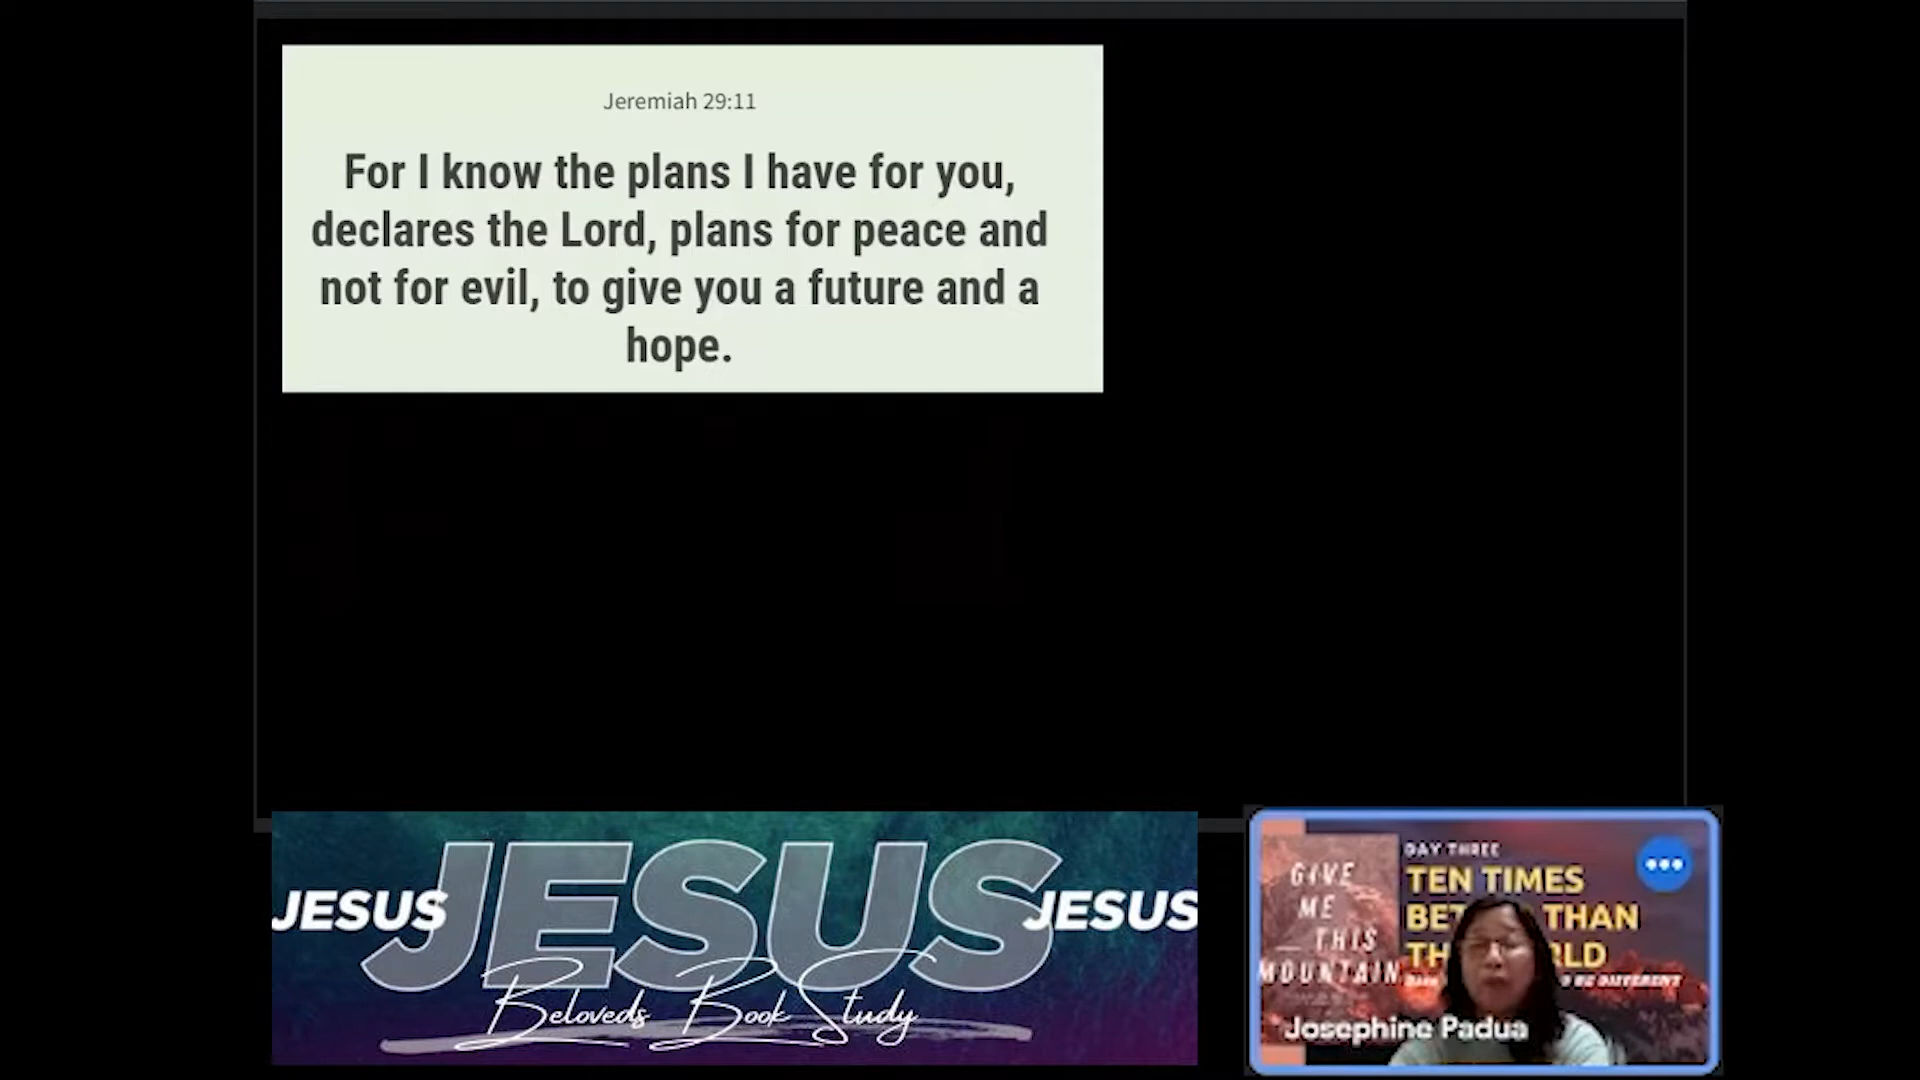 Jeremiah 29:11
For I know the plans I have for you,
declares the Lord, plans for peace and
not for evil, to give you a future and a
hope.
JESUS
JESUS
JESUS
Beloveds Book Study
GIVE
ME
THIS
MOUNTAIN
DAY THREE
TEN TIMES
THAN
DIFFERENT
Josephine Padua